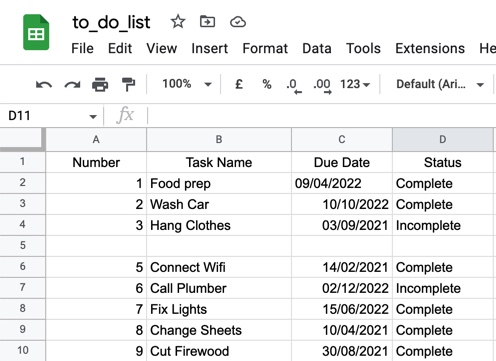 to_do_list
File Edit View Insert Format Data Tools Extensions He
100% £ % .0 .00 123 Default (Ari...
D11 fx
A B C D
1 Number Task Name Due Date Status
2 1 Food prep 09/04/2022 Complete
3 2 Wash Car 10/10/2022 Complete
4 3 Hang Clothes 03/09/2021 Incomplete
5
6 5 Connect Wifi 14/02/2021 Complete
7 6 Call Plumber 02/12/2022 Incomplete
8 7 Fix Lights 15/06/2022 Complete
9 8 Change Sheets 10/04/2021 Complete
10 9 Cut Firewood 30/08/2021 Complete